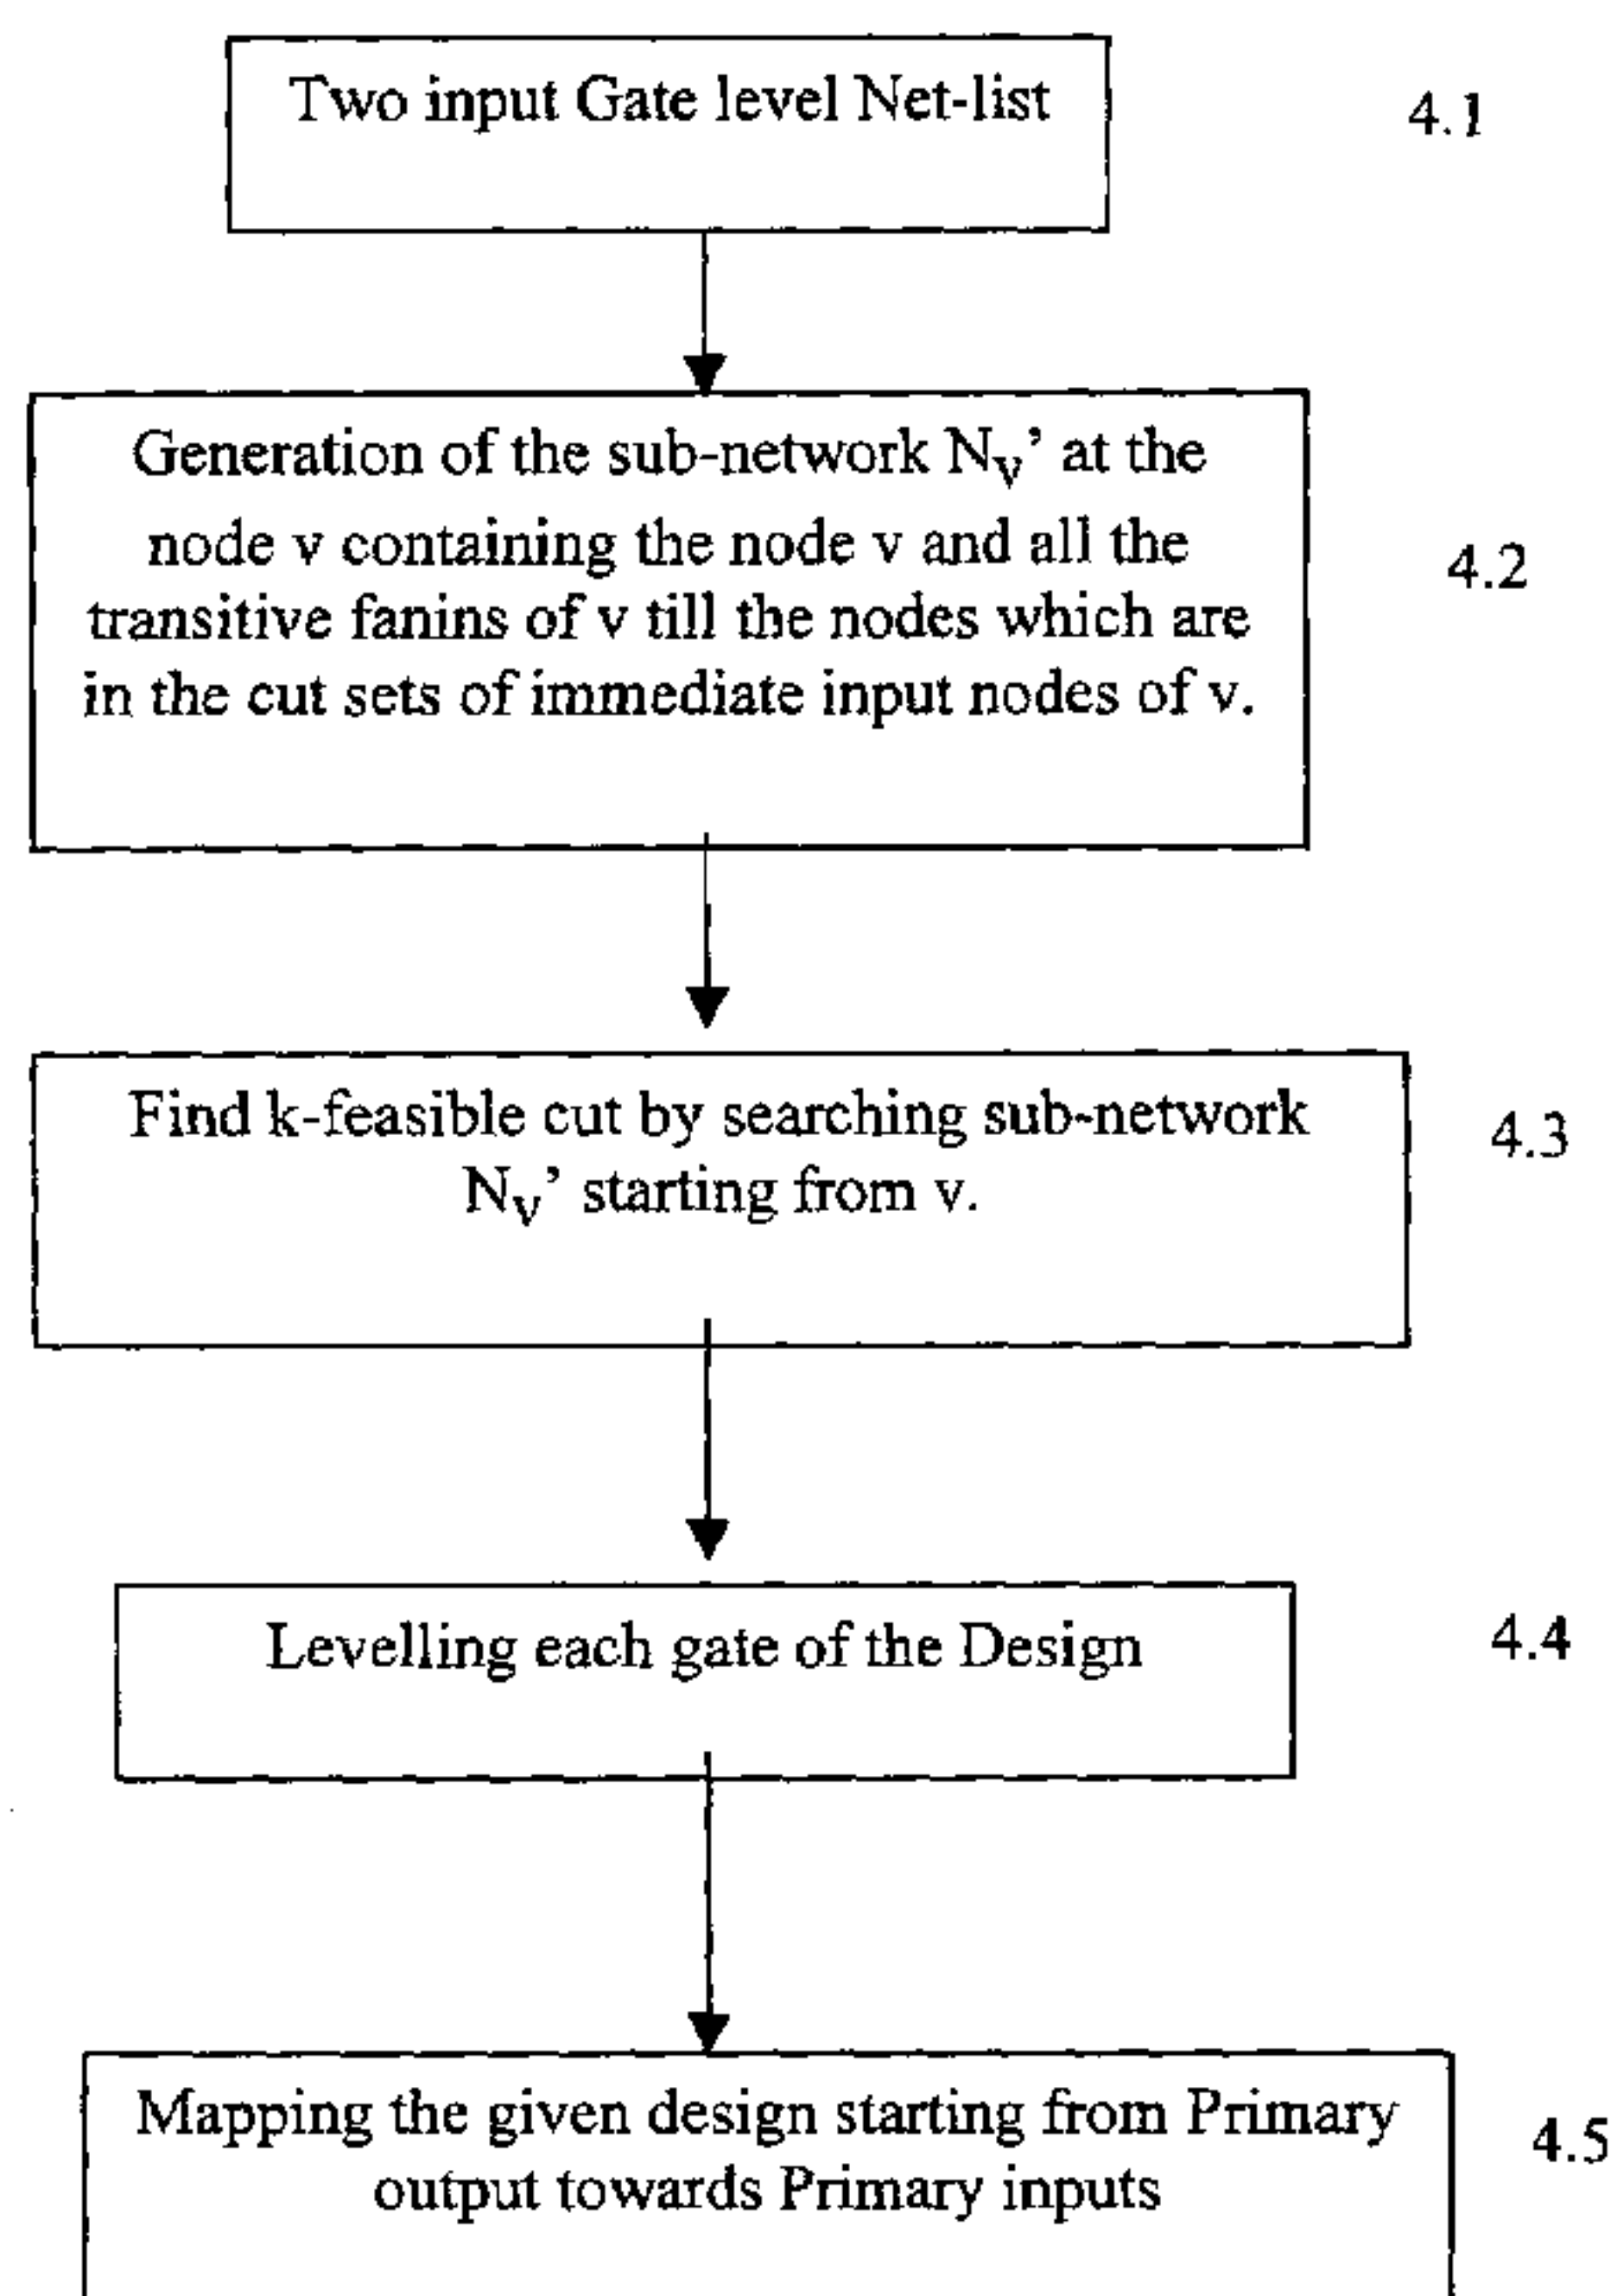 Two input Gate level Net-list
4.1
Generation of the sub-network Nv’ at the
node v containing the node v and all the
transitive fanins of v till the nodes which are
in the cut sets of immediate input nodes of v.
4.2
Find k-feasible cut by searching sub-network
Nv’ starting from v.
4.3
Levelling each gate of the Design
4.4
Mapping the given design starting from Primary
output towards Primary inputs
4.5